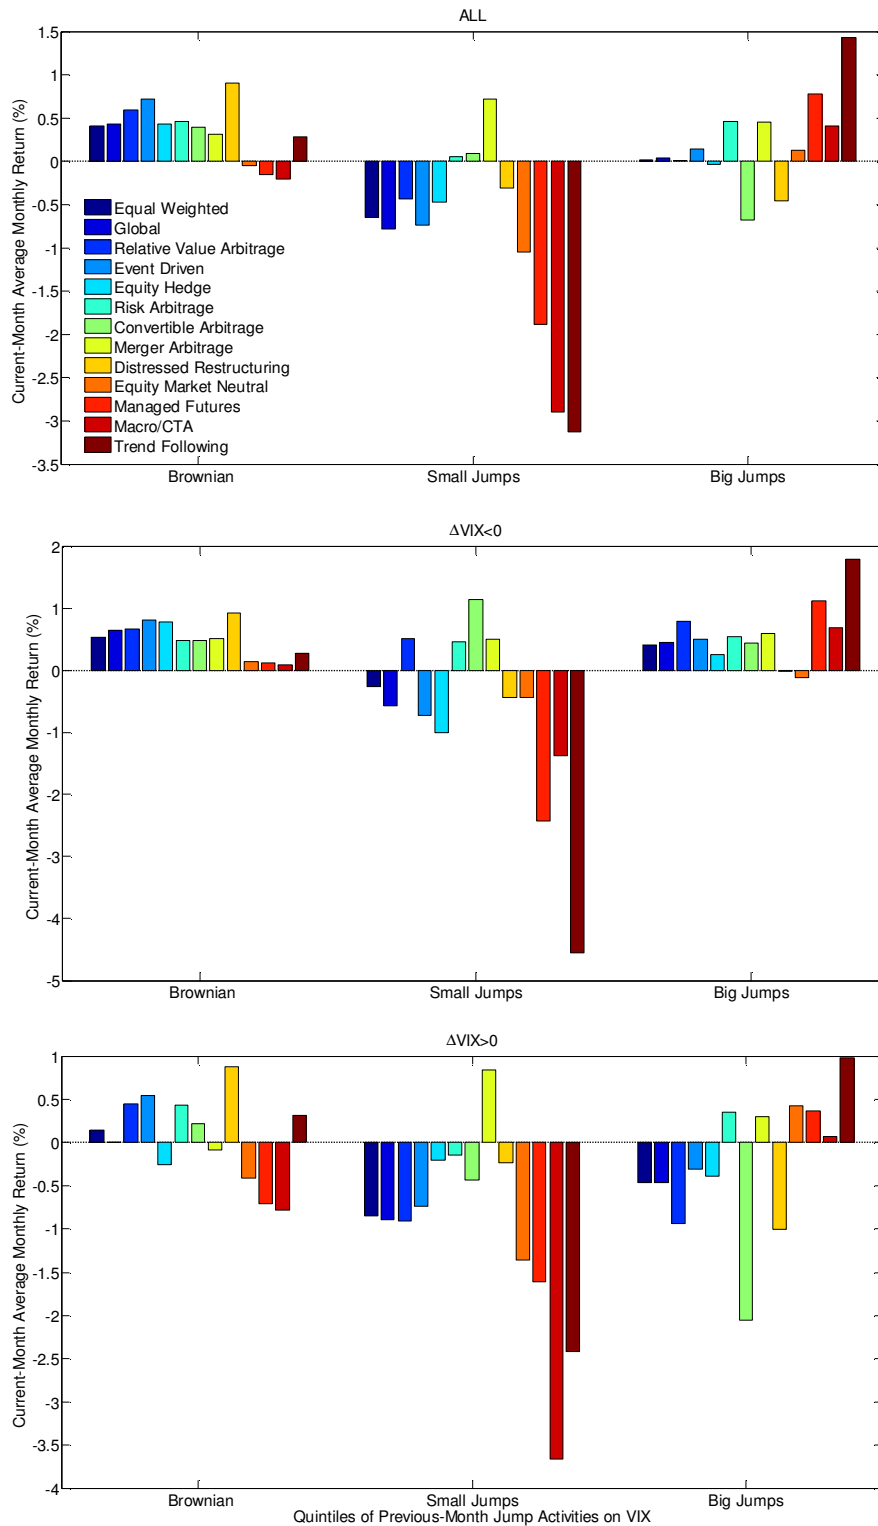 ALL
Current-Month Average Monthly Return (%)
1.5
1
0.5
0
-0.5
-1
-1.5
-2
-2.5
-3
-3.5
Equal Weighted
Global
Relative Value Arbitrage
Event Driven
Equity Hedge
Risk Arbitrage
Convertible Arbitrage
Merger Arbitrage
Distressed Restructuring
Equity Market Neutral
Managed Futures
Macro/CTA
Trend Following
Brownian Small Jumps Big Jumps
ΔVIX<0
Current-Month Average Monthly Return (%)
2
1
0
-1
-2
-3
-4
-5
Brownian Small Jumps Big Jumps
ΔVIX>0
Current-Month Average Monthly Return (%)
1
0.5
0
-0.5
-1
-1.5
-2
-2.5
-3
-3.5
-4
Brownian Small Jumps Big Jumps
Quintiles of Previous-Month Jump Activities on VIX